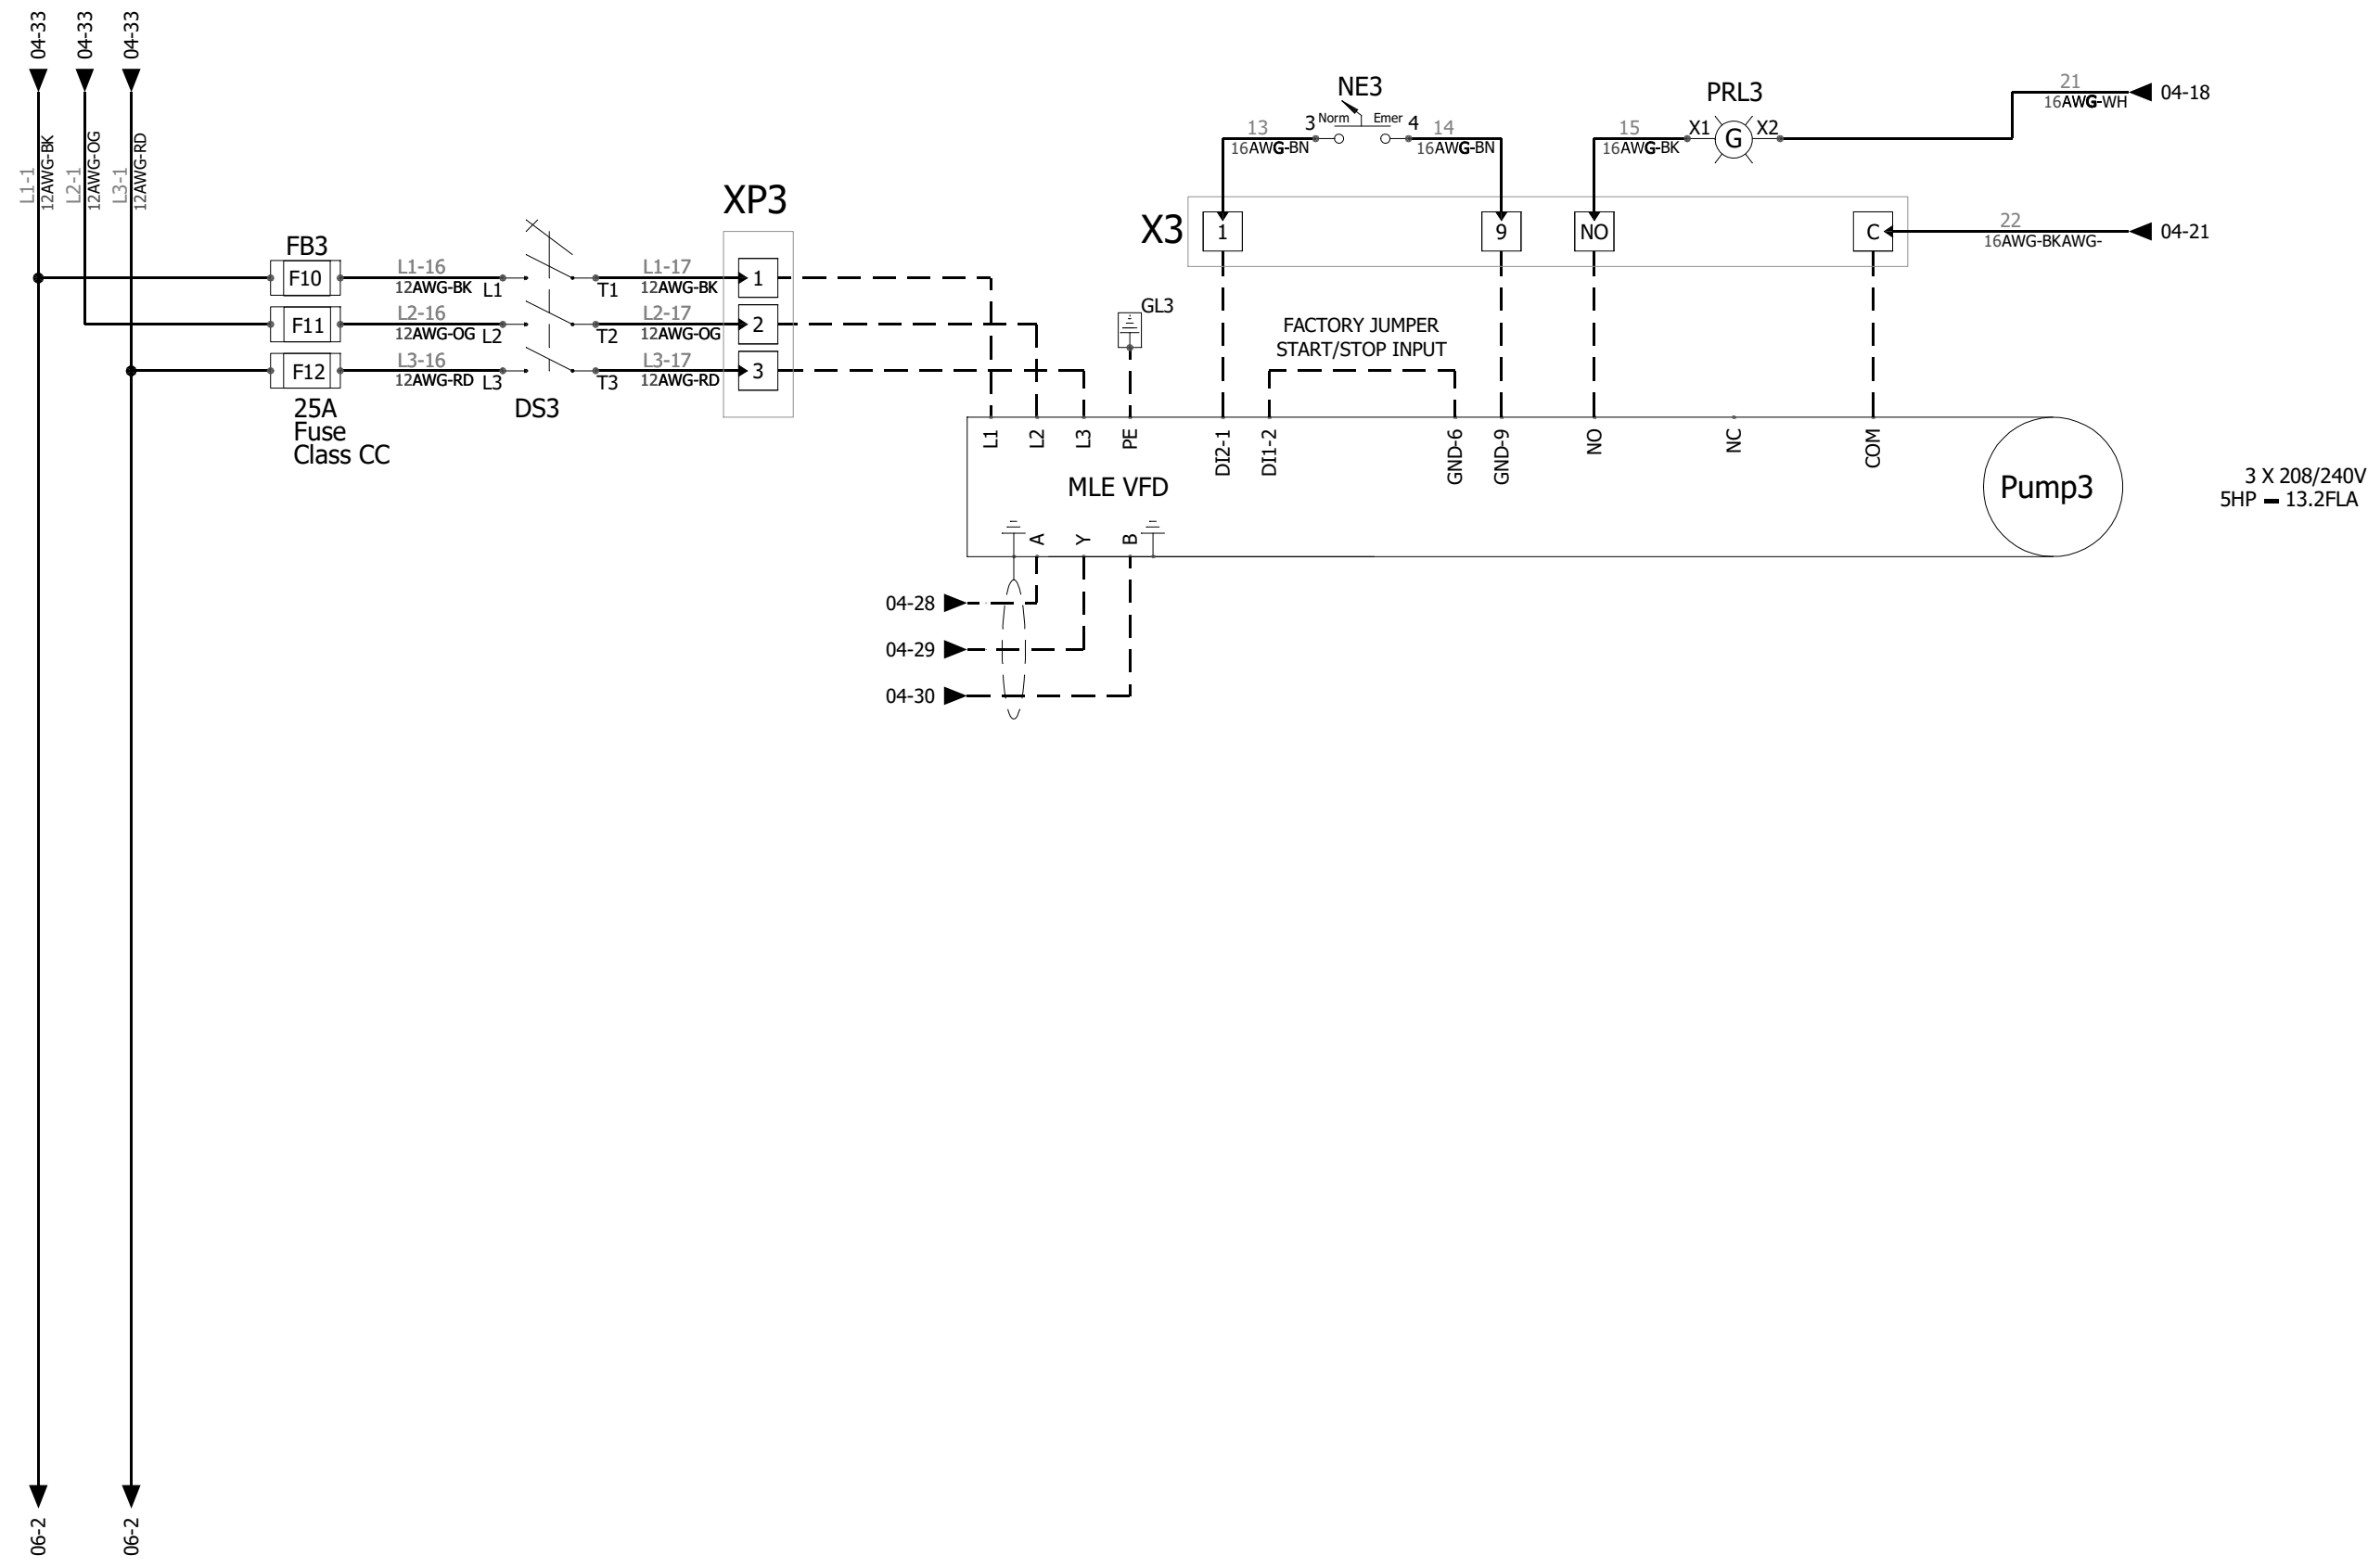 04-33
04-33
04-33
L1-1
12AWG-BK
L2-1
12AWG-OG
L3-1
12AWG-RD
FB3
F10
F11
F12
25A
Fuse
Class CC
L1-16
12AWG-BK
L1
L2-16
12AWG-OG
L2
L3-16
12AWG-RD
L3
DS3
T1
T2
T3
L1-17
12AWG-BK
L2-17
12AWG-OG
L3-17
12AWG-RD
XP3
1
2
3
NE3
3
Norm
Emer
4
13
16AWG-BN
14
16AWG-BN
PRL3
15
16AWG-BK
X1
G
X2
21
16AWG-WH
04-18
X3
1
9
NO
C
22
16AWG-BKAWG-
04-21
GL3
FACTORY JUMPER
START/STOP INPUT
L1
L2
L3
PE
DI2-1
DI1-2
GND-6
GND-9
NO
NC
COM
MLE VFD
Pump3
3 X 208/240V
5HP - 13.2FLA
A
Y
B
04-28
04-29
04-30
06-2
06-2